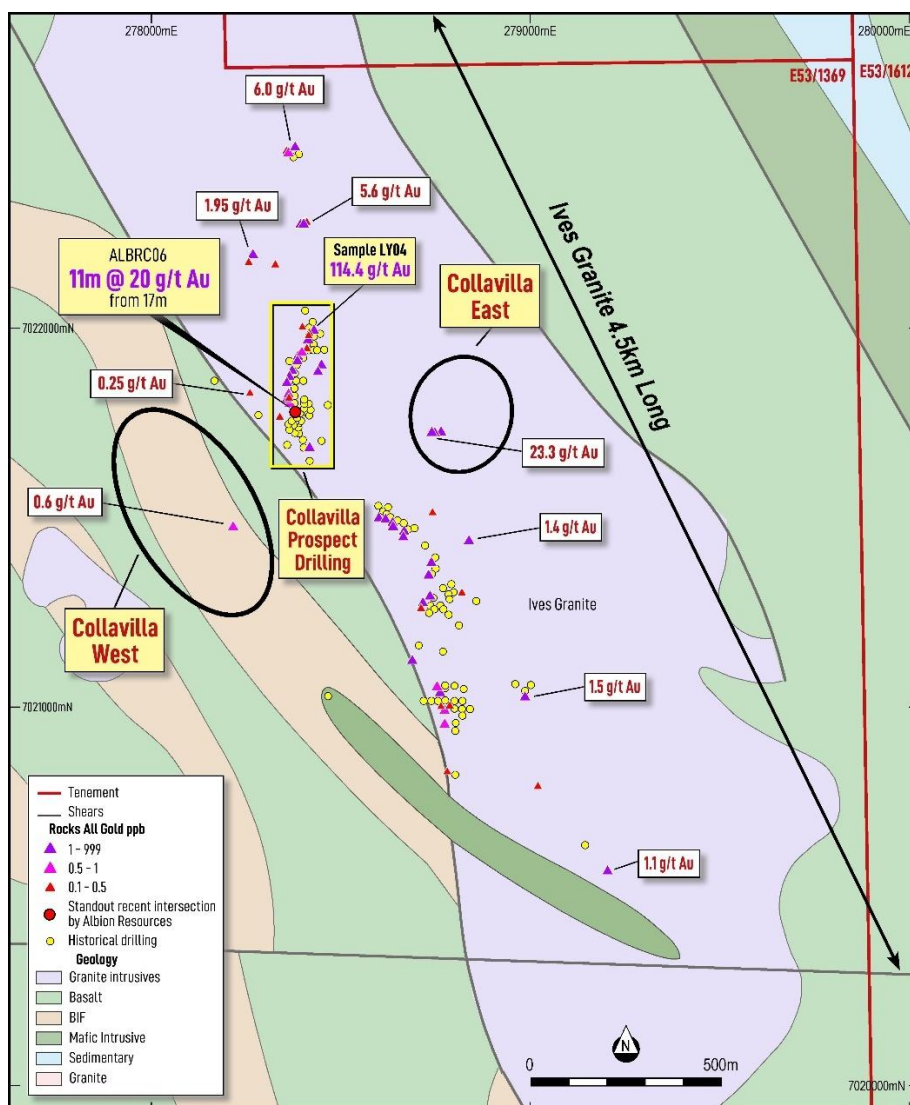 278000mE
279000mE
280000mE
E53/1369
E53/1612
6.0 g/t Au
5.6 g/t Au
1.95 g/t Au
ALBRC06
11m @ 20 g/t Au
from 17m
Sample LY04
114.4 g/t Au
Collavilla
East
Ives Granite 4.5km Long
7022000mN
0.25 g/t Au
23.3 g/t Au
0.6 g/t Au
Collavilla
Prospect
Drilling
1.4 g/t Au
Ives Granite
Collavilla
West
1.5 g/t Au
7021000mN
1.1 g/t Au
Tenement
Shears
Rocks All Gold ppb
1 - 999
0.5 - 1
0.1 - 0.5
Standout recent intersection
by Albion Resources
Historical drilling
Geology
Granite intrusives
Basalt
BIF
Mafic Intrusive
Sedimentary
Granite
N
0
500m
7020000mN